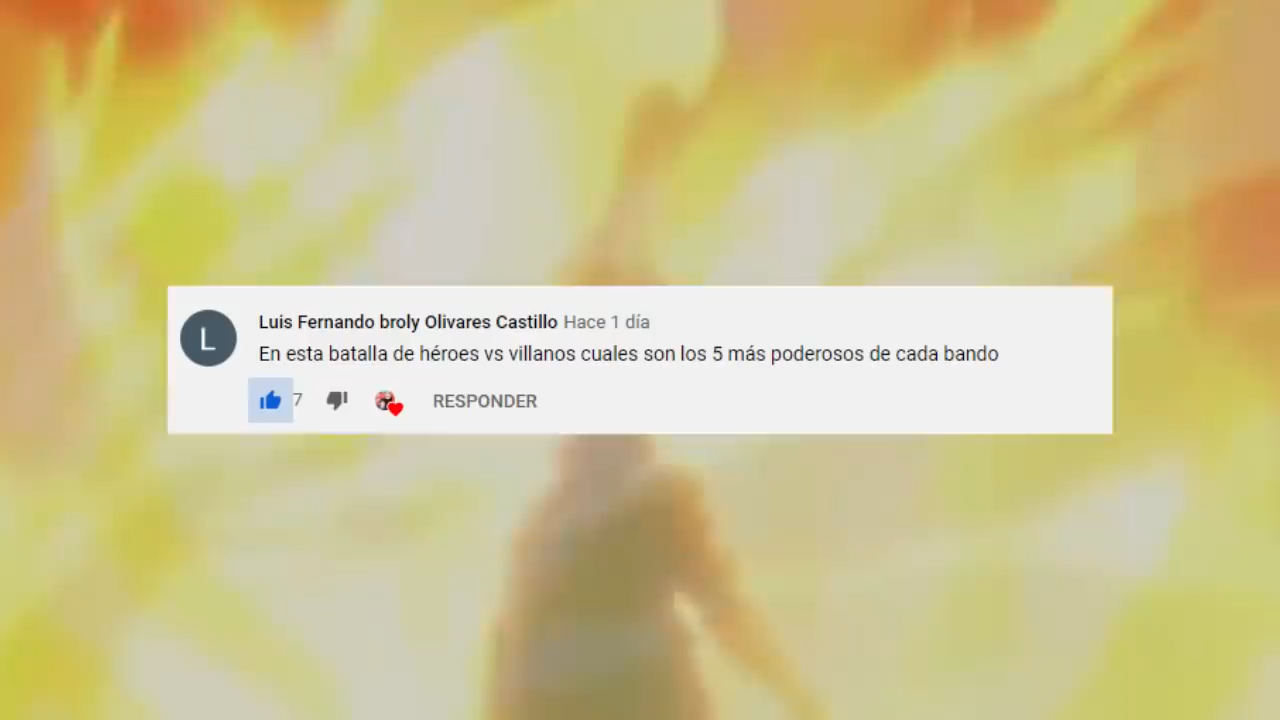 L
Luis Fernando broly Olivares Castillo Hace 1 día
En esta batalla de héroes vs villanos cuales son los 5 más poderosos de cada bando
7 RESPONDER